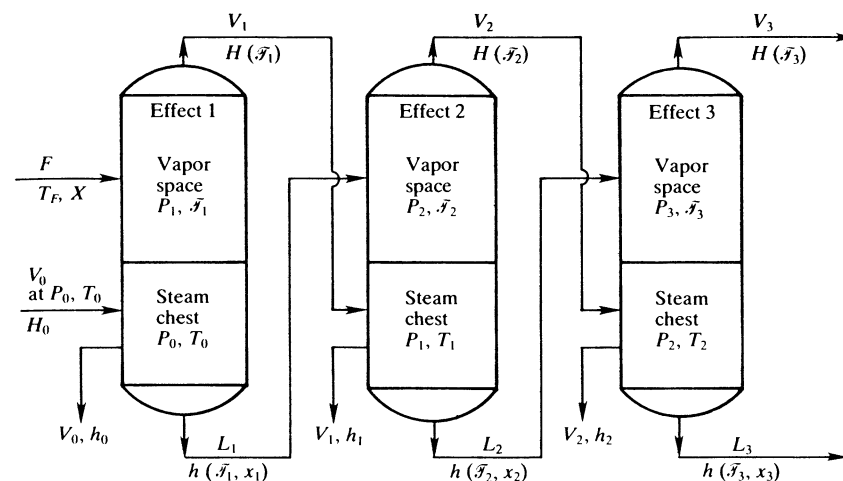 V₁
H (𝒯₁)
V₂
H (𝒯₂)
V₃
H (𝒯₃)
Effect 1
Vapor
space
P₁, 𝒯₁
Steam
chest
P₀, T₀
Effect 2
Vapor
space
P₂, 𝒯₂
Steam
chest
P₁, T₁
Effect 3
Vapor
space
P₃, 𝒯₃
Steam
chest
P₂, T₂
F
T_F, X
V₀
at P₀, T₀
H₀
V₀, h₀
V₁, h₁
V₂, h₂
L₁
h (𝒯₁, x₁)
L₂
h (𝒯₂, x₂)
L₃
h (𝒯₃, x₃)